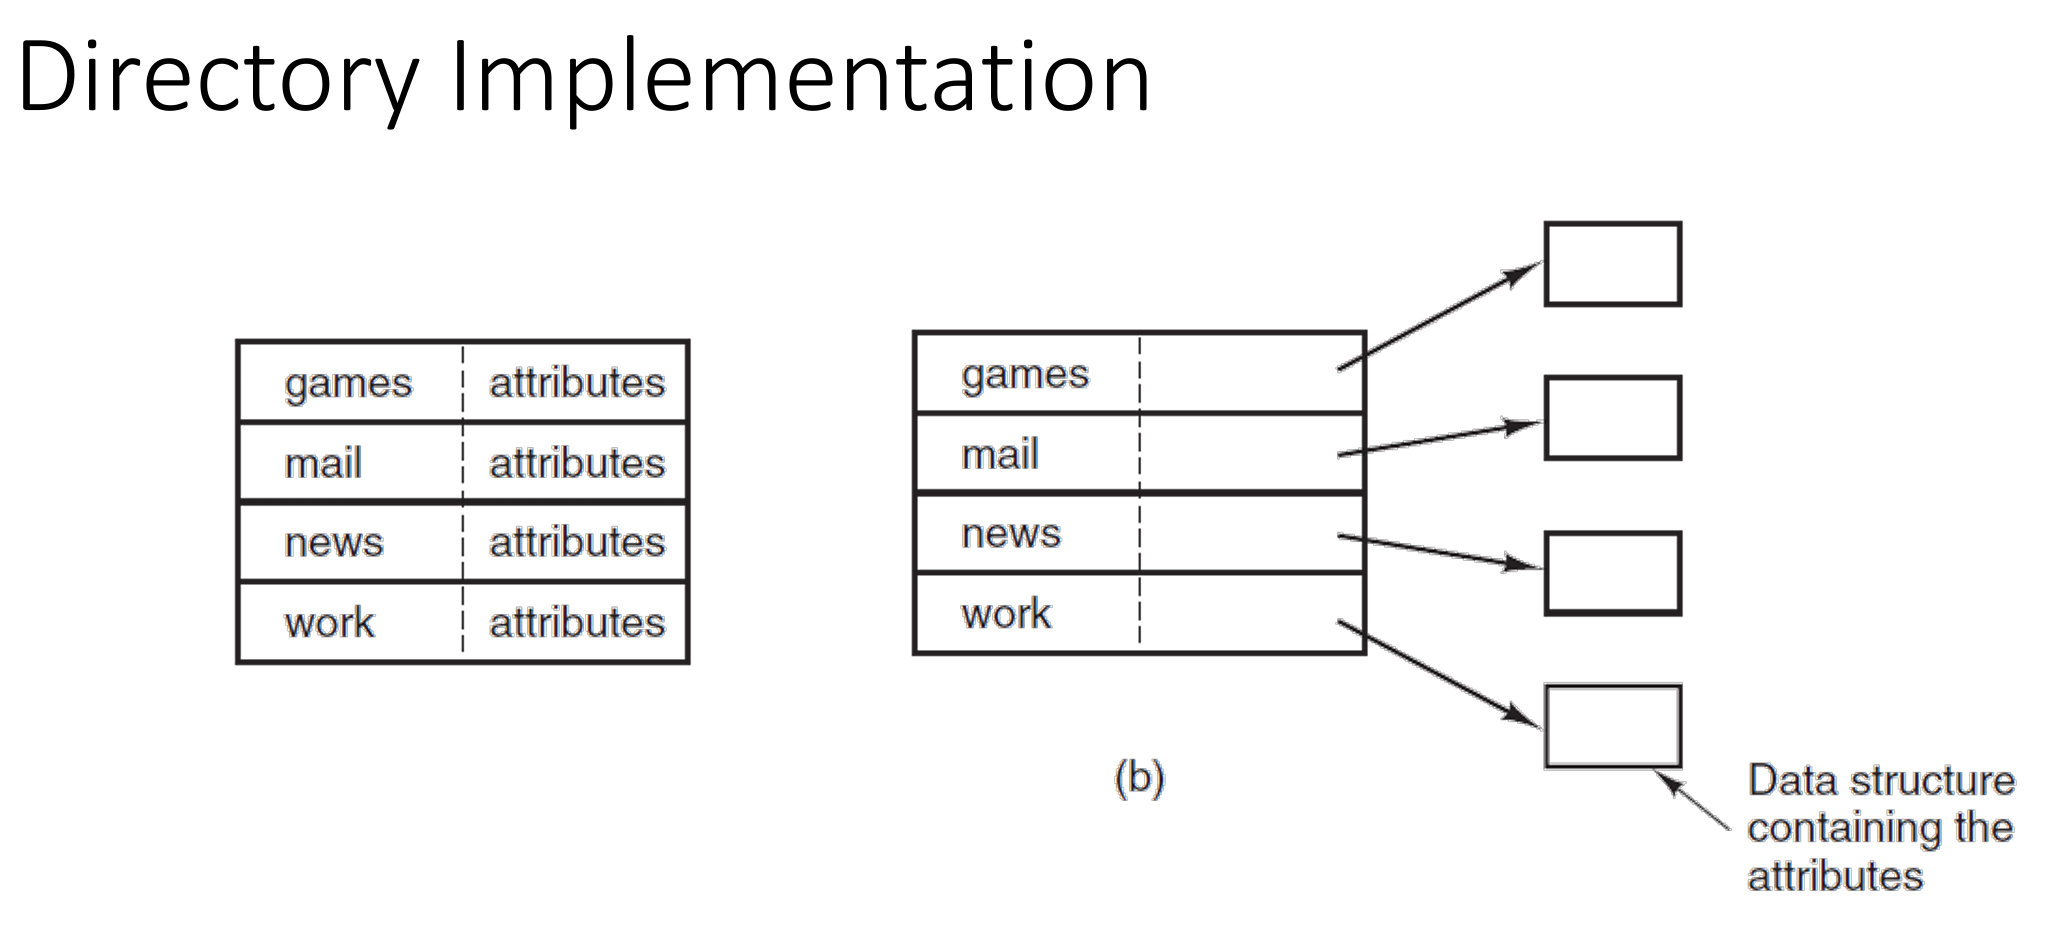 Directory Implementation
games attributes
mail attributes
news attributes
work attributes
games
mail
news
work
(b)
Data structure
containing the
attributes